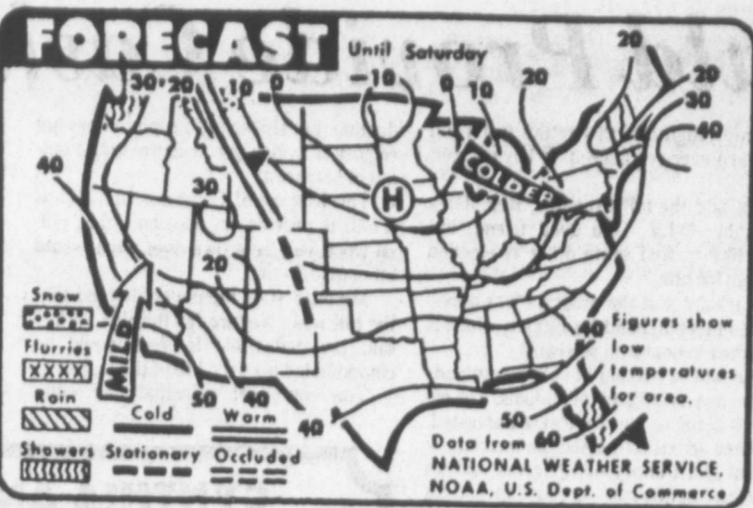 FORECAST
Until Saturday
30 20 10 0 -10 0 10 20 20 20 30 40
40
30
20
H
COLDER
MILD
50 40 40
40
50
60
Snow
Flurries
XXXX
Rain
Showers
Cold
Warm
Stationary
Occluded
Figures show
low
temperatures
for area.
Data from
NATIONAL WEATHER SERVICE,
NOAA, U.S. Dept. of Commerce